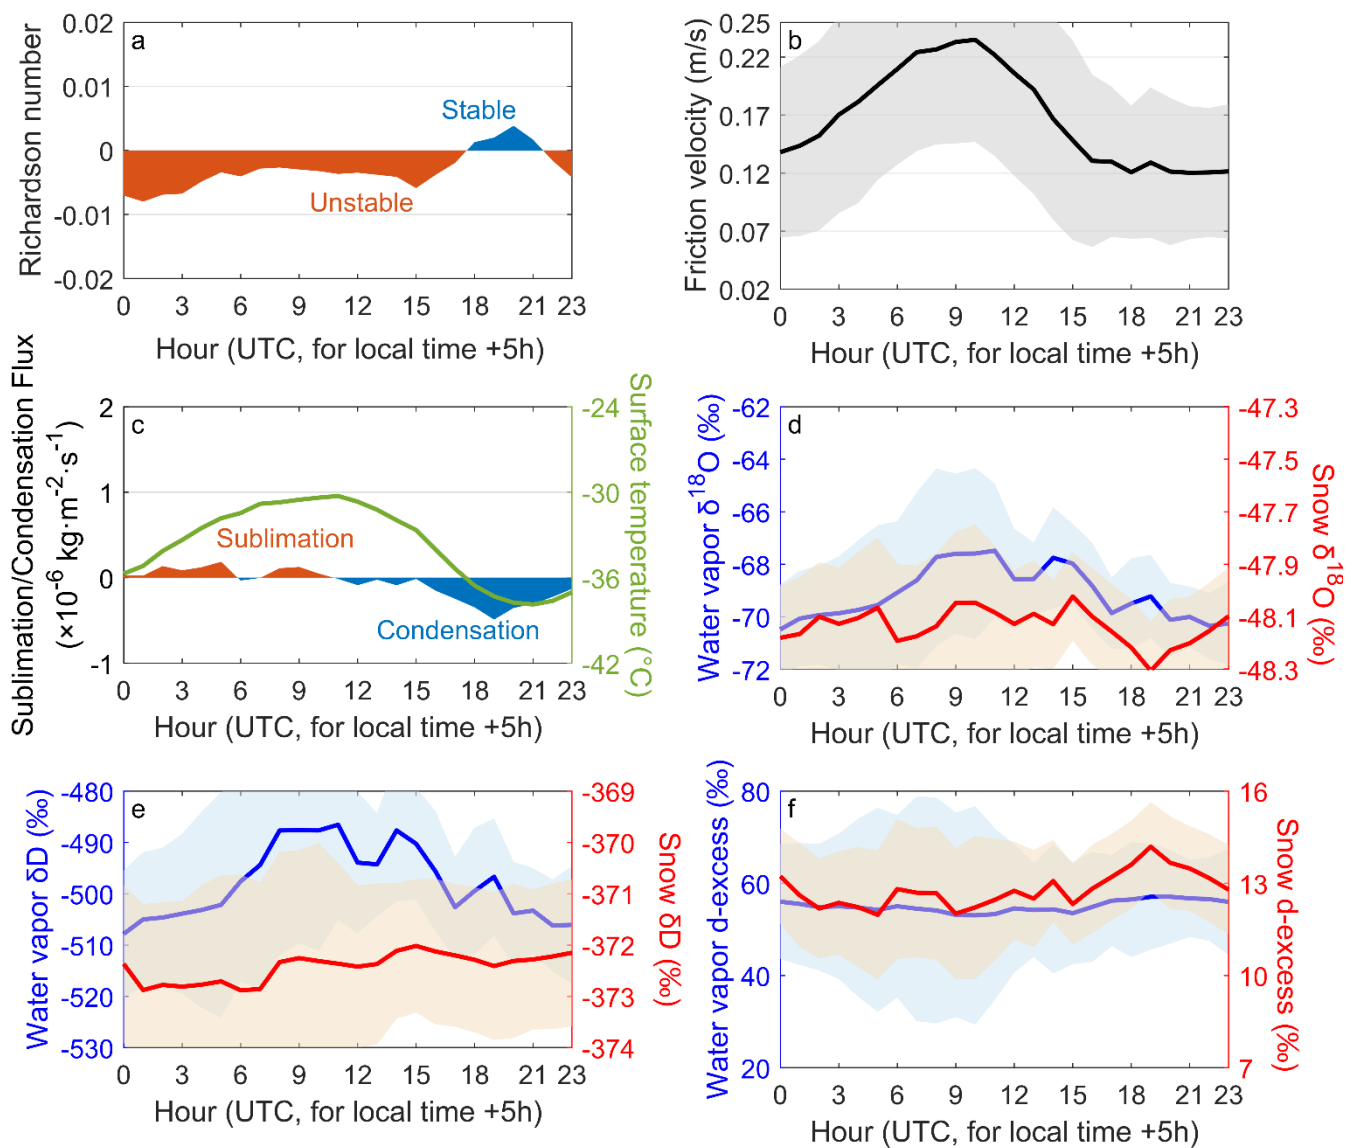 a
0.02
0.01
0
-0.01
-0.02
Richardson number
Stable
Unstable
0 3 6 9 12 15 18 21 23
Hour (UTC, for local time +5h)
b
0.25
0.22
0.17
0.12
0.07
0.02
Friction velocity (m/s)
0 3 6 9 12 15 18 21 23
Hour (UTC, for local time +5h)
c
Sublimation/Condensation Flux
(×10⁻⁶ kg·m⁻²·s⁻¹)
2
1
0
-1
Sublimation
Condensation
-24
-30
-36
-42
Surface temperature (°C)
0 3 6 9 12 15 18 21 23
Hour (UTC, for local time +5h)
d
Water vapor δ¹⁸O (‰)
-62
-64
-66
-68
-70
-72
-47.3
-47.5
-47.7
-47.9
-48.1
-48.3
Snow δ¹⁸O (‰)
0 3 6 9 12 15 18 21 23
Hour (UTC, for local time +5h)
e
Water vapor δD (‰)
-480
-490
-500
-510
-520
-530
-369
-370
-371
-372
-373
-374
Snow δD (‰)
0 3 6 9 12 15 18 21 23
Hour (UTC, for local time +5h)
f
Water vapor d-excess (‰)
80
60
40
20
16
13
10
7
Snow d-excess (‰)
0 3 6 9 12 15 18 21 23
Hour (UTC, for local time +5h)